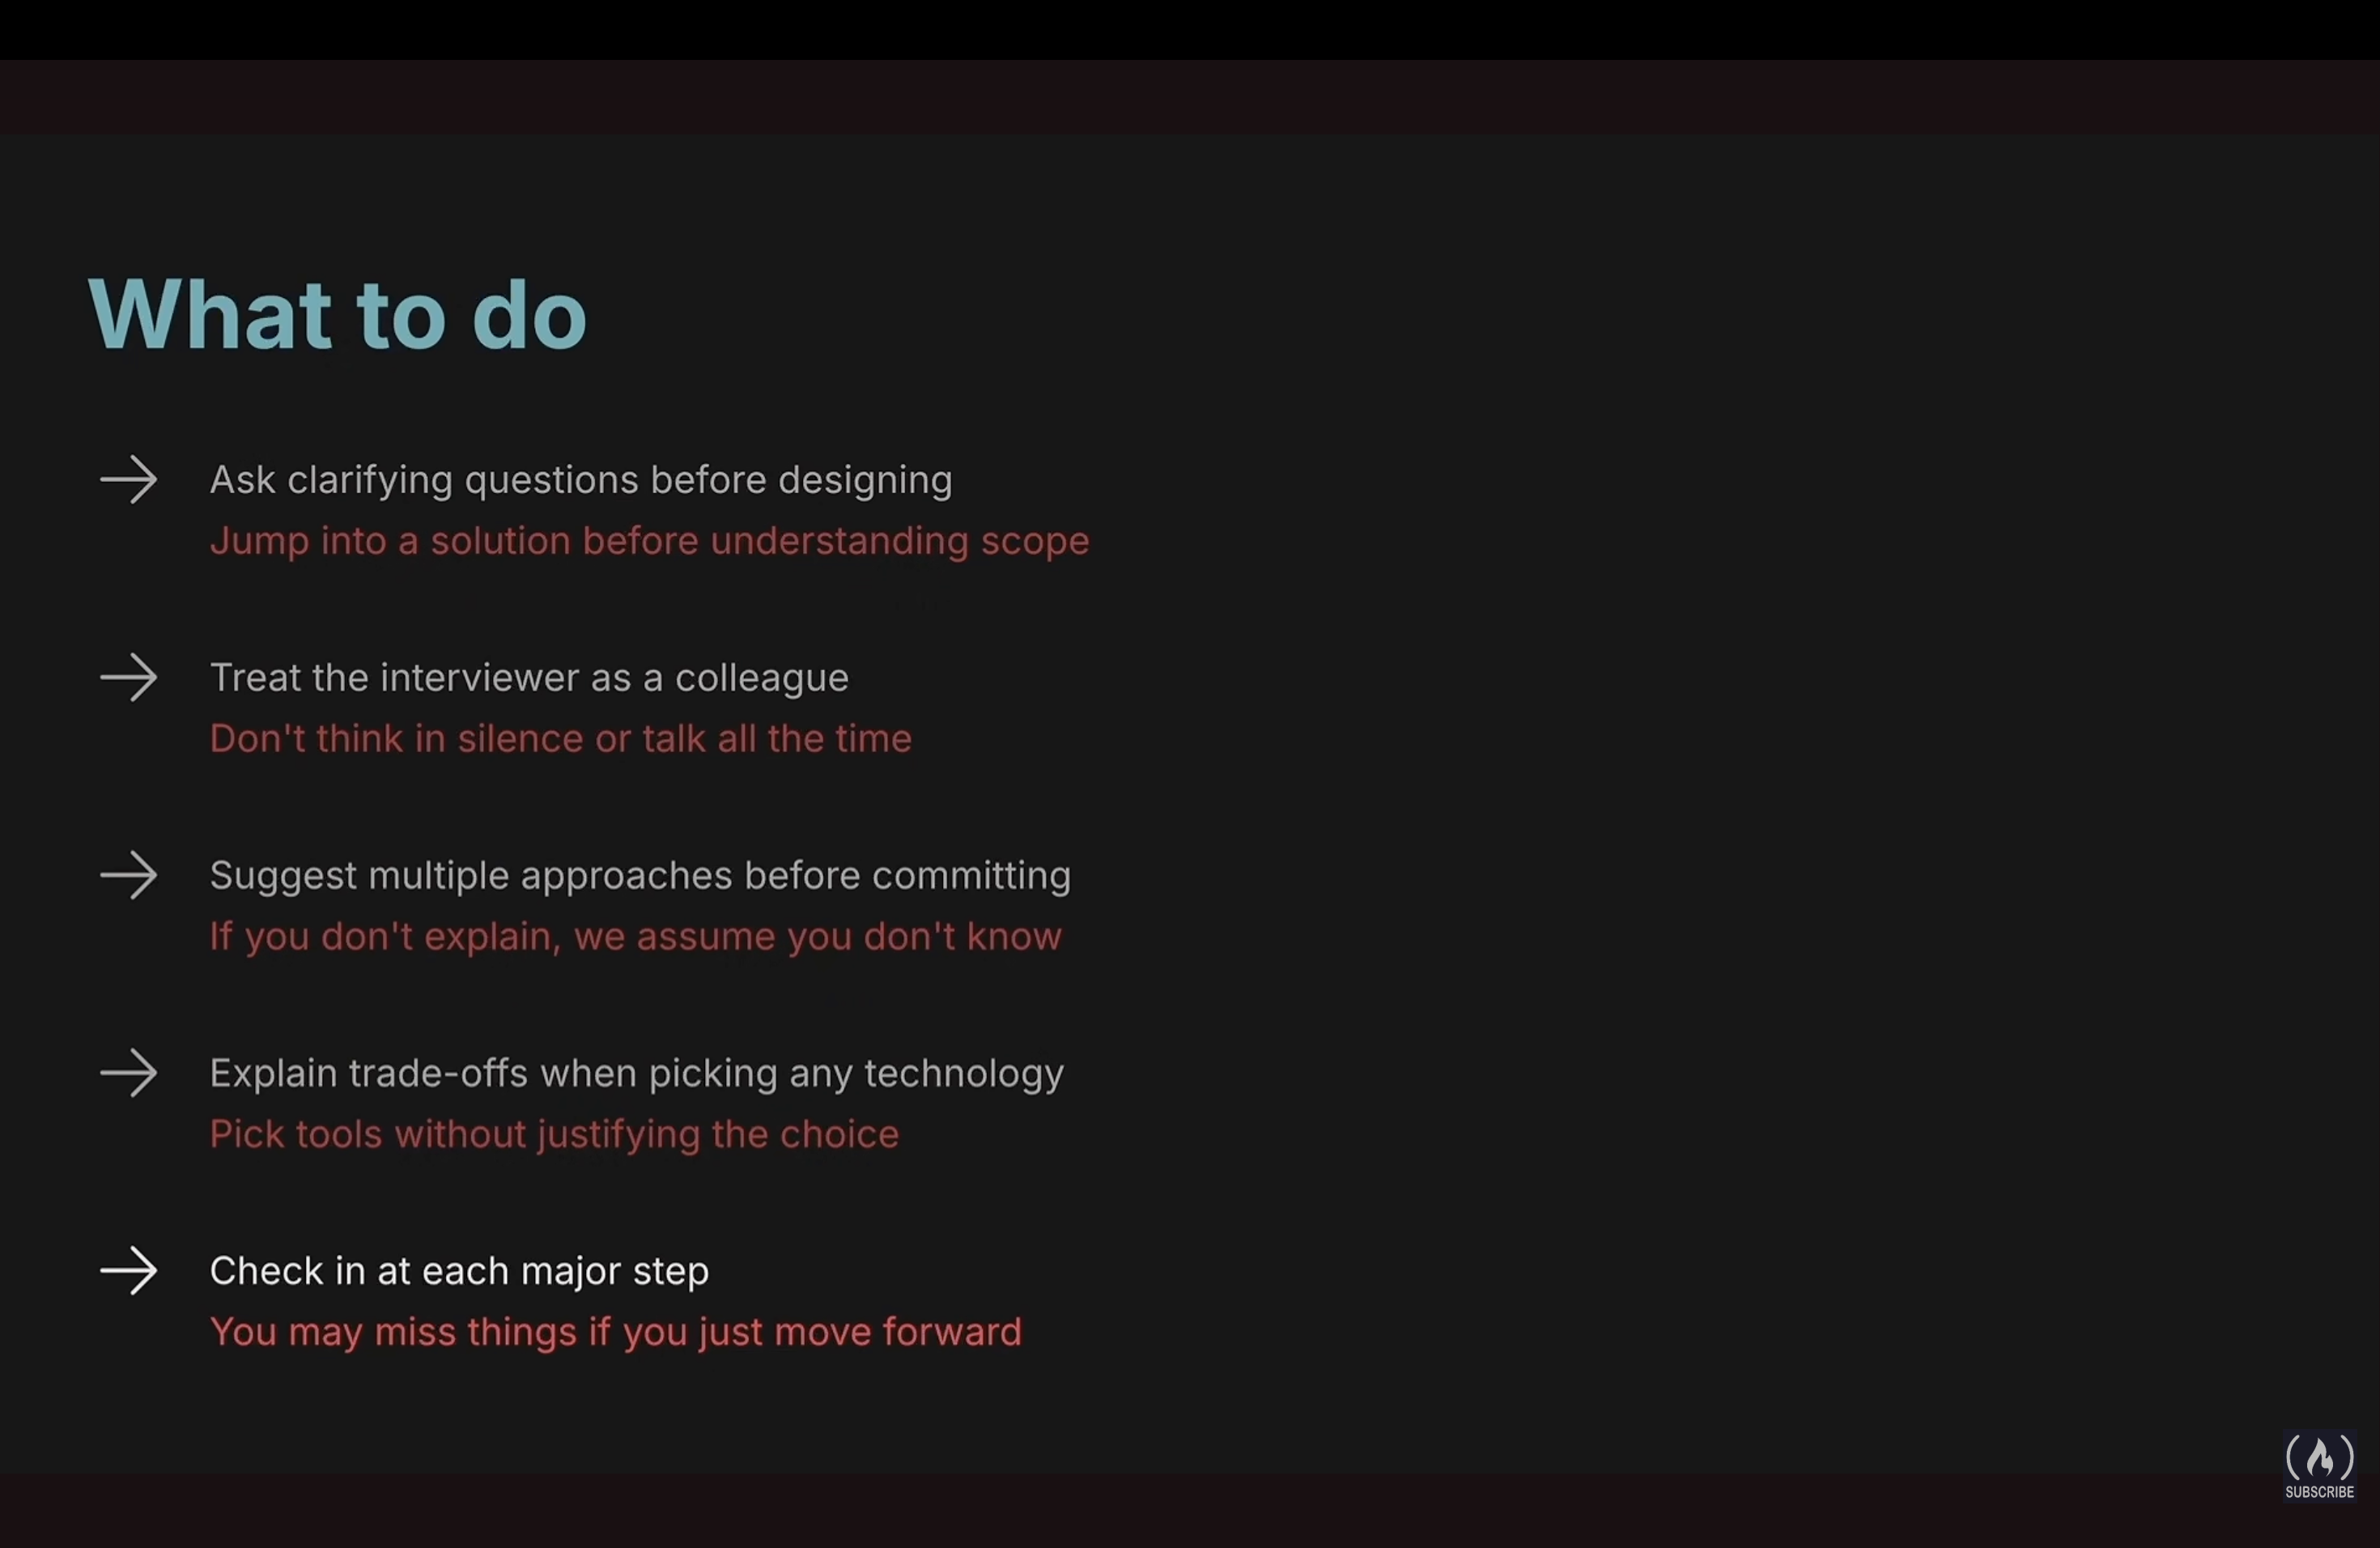 What to do
Ask clarifying questions before designing
Jump into a solution before understanding scope
Treat the interviewer as a colleague
Don't think in silence or talk all the time
Suggest multiple approaches before committing
If you don't explain, we assume you don't know
Explain trade-offs when picking any technology
Pick tools without justifying the choice
Check in at each major step
You may miss things if you just move forward
SUBSCRIBE